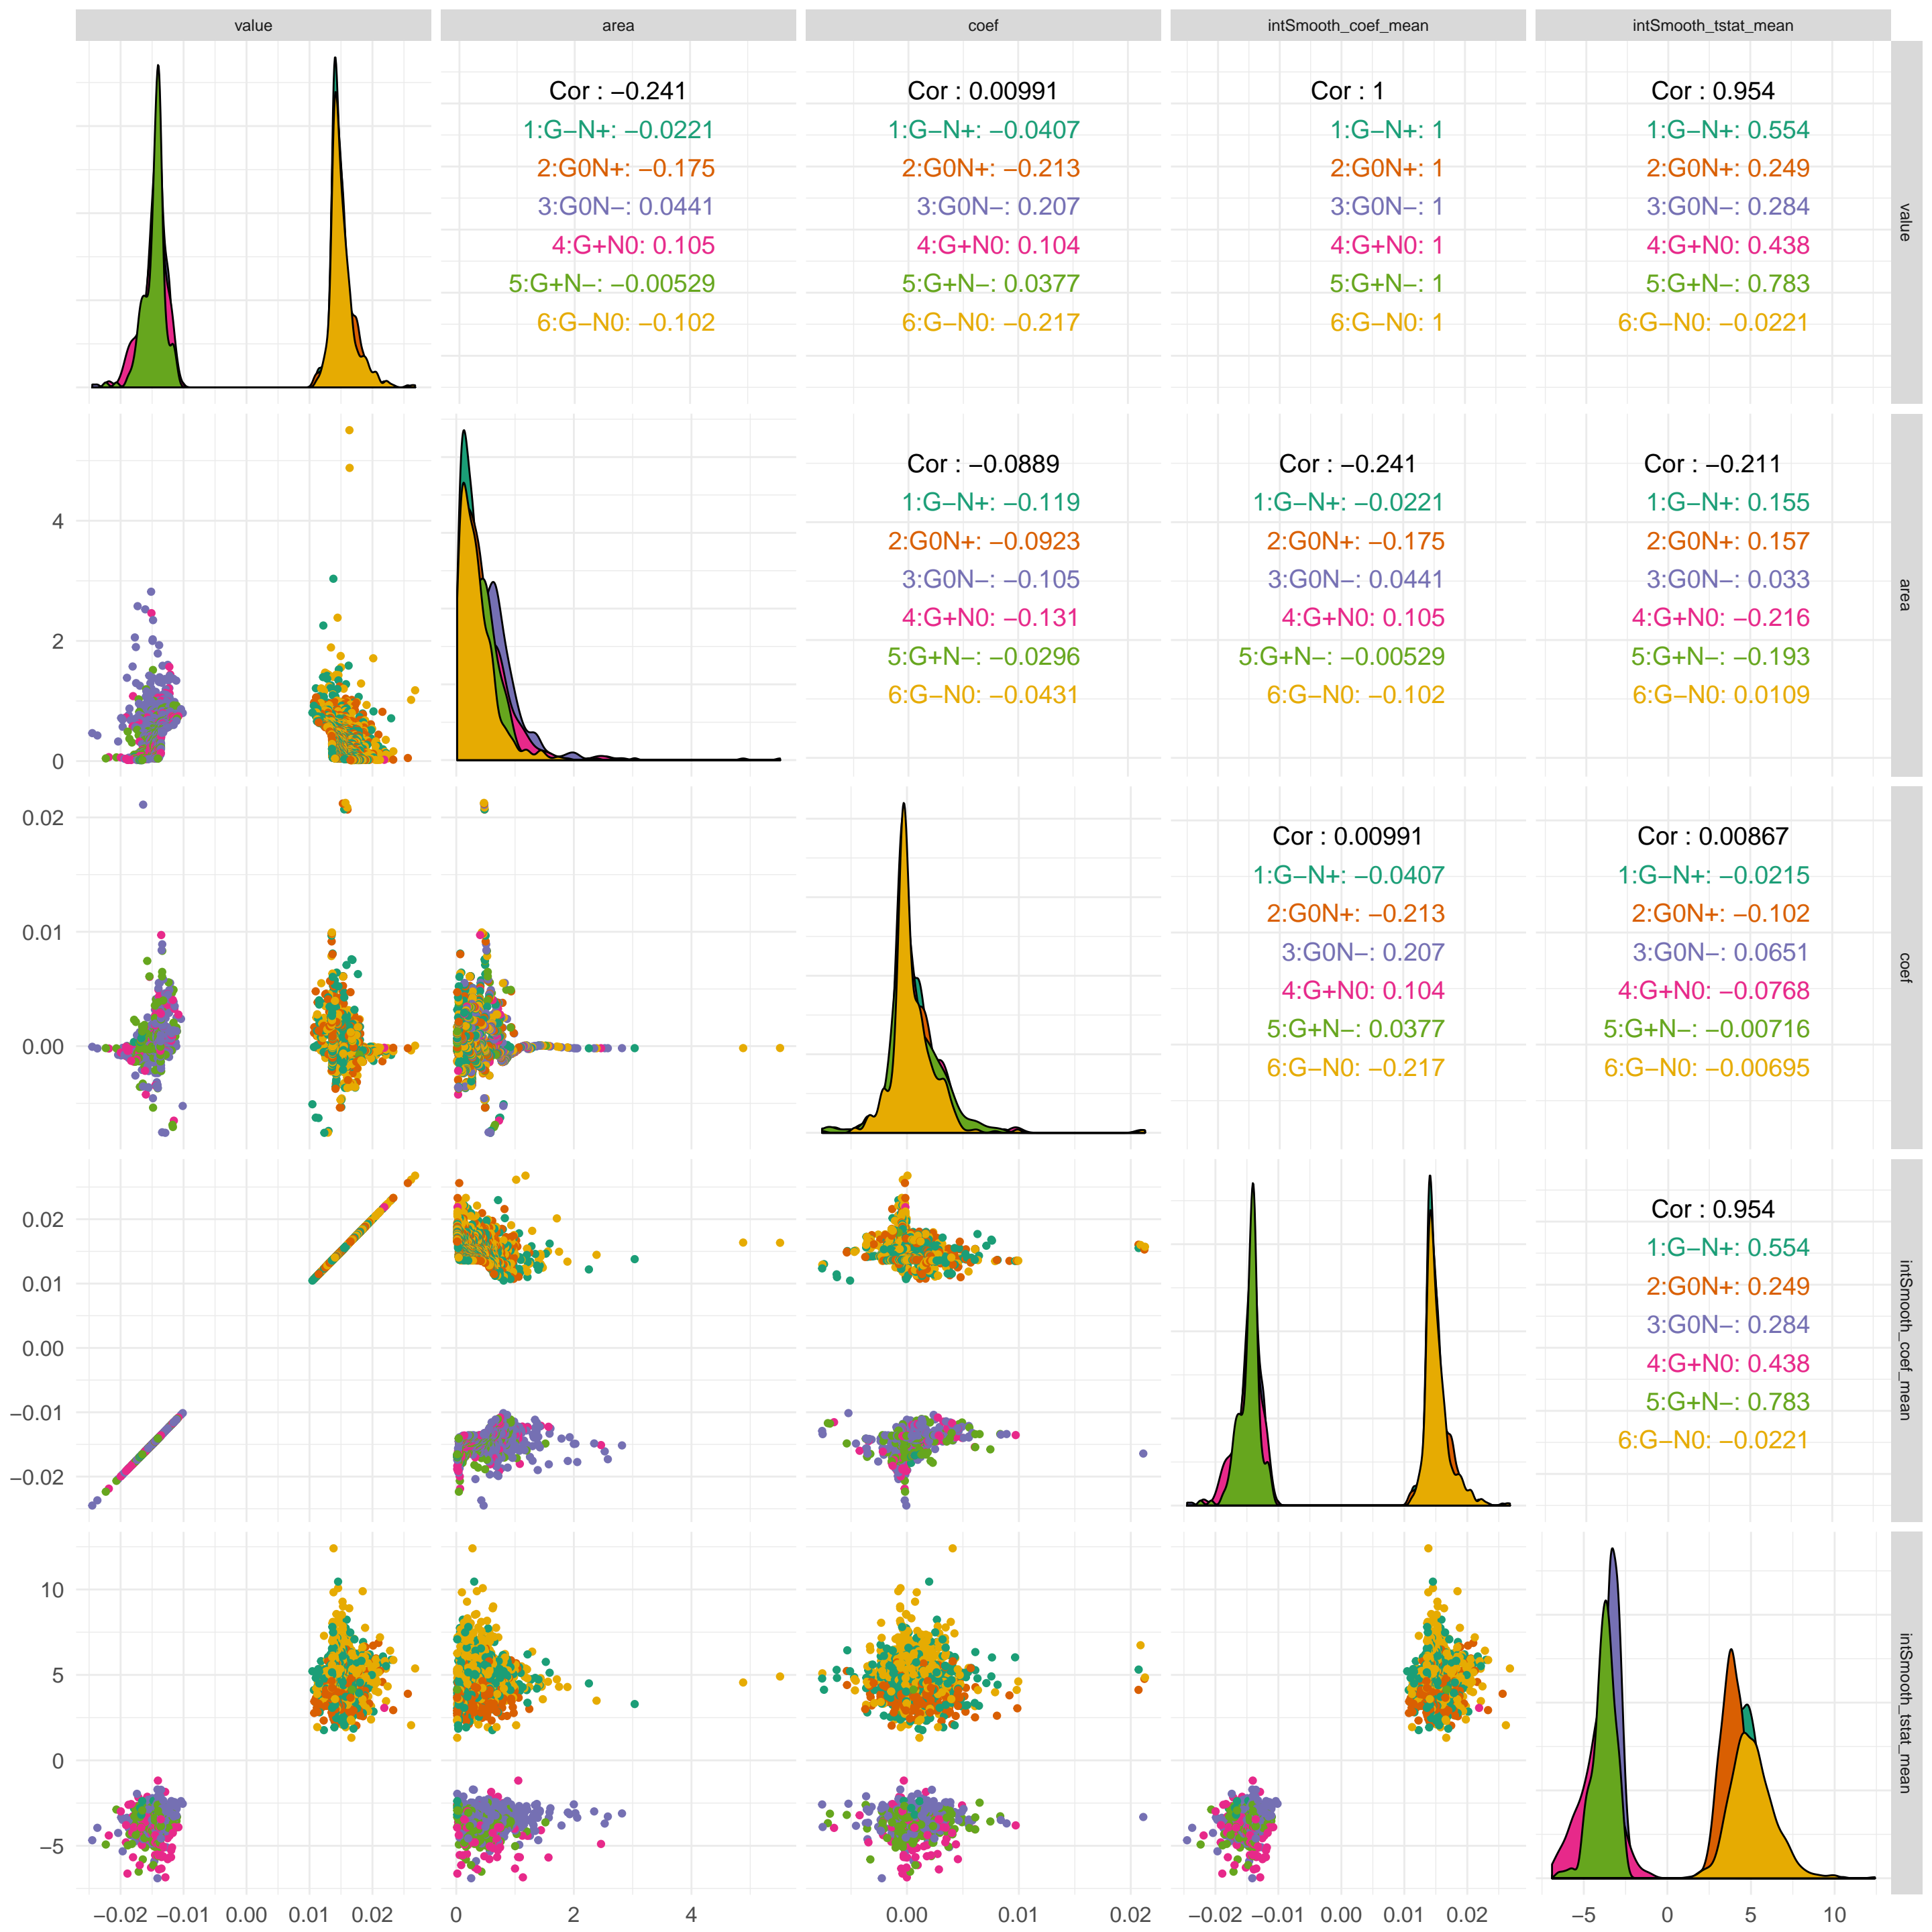 value area coef intSmooth_coef_mean intSmooth_tstat_mean
Cor : −0.241 Cor : 0.00991 Cor : 1 Cor : 0.954
1:G−N+: −0.0221 1:G−N+: −0.0407 1:G−N+: 1 1:G−N+: 0.554
2:G0N+: −0.175 2:G0N+: −0.213 2:G0N+: 1 2:G0N+: 0.249
3:G0N−: 0.0441 3:G0N−: 0.207 3:G0N−: 1 3:G0N−: 0.284
4:G+N0: 0.105 4:G+N0: 0.104 4:G+N0: 1 4:G+N0: 0.438
5:G+N−: −0.00529 5:G+N−: 0.0377 5:G+N−: 1 5:G+N−: 0.783
6:G−N0: −0.102 6:G−N0: −0.217 6:G−N0: 1 6:G−N0: −0.0221
value
Cor : −0.0889 Cor : −0.241 Cor : −0.211
1:G−N+: −0.119 1:G−N+: −0.0221 1:G−N+: 0.155
4
2:G0N+: −0.0923 2:G0N+: −0.175 2:G0N+: 0.157
3:G0N−: −0.105 3:G0N−: 0.0441 3:G0N−: 0.033
4:G+N0: −0.131 4:G+N0: 0.105 4:G+N0: −0.216
2
5:G+N−: −0.0296 5:G+N−: −0.00529 5:G+N−: −0.193
6:G−N0: −0.0431 6:G−N0: −0.102 6:G−N0: 0.0109
0
area
0.02
Cor : 0.00991 Cor : 0.00867
1:G−N+: −0.0407 1:G−N+: −0.0215
2:G0N+: −0.213 2:G0N+: −0.102
0.01
3:G0N−: 0.207 3:G0N−: 0.0651
4:G+N0: 0.104 4:G+N0: −0.0768
5:G+N−: 0.0377 5:G+N−: −0.00716
0.00
6:G−N0: −0.217 6:G−N0: −0.00695
coef
Cor : 0.954
0.02
1:G−N+: 0.554
0.01
2:G0N+: 0.249
3:G0N−: 0.284
0.00
4:G+N0: 0.438
5:G+N−: 0.783
−0.01
6:G−N0: −0.0221
−0.02
intSmooth_coef_mean
10
5
0
−5
intSmooth_tstat_mean
−0.02 −0.01 0.00 0.01 0.02 0 2 4 0.00 0.01 0.02 −0.02 −0.01 0.00 0.01 0.02 −5 0 5 10